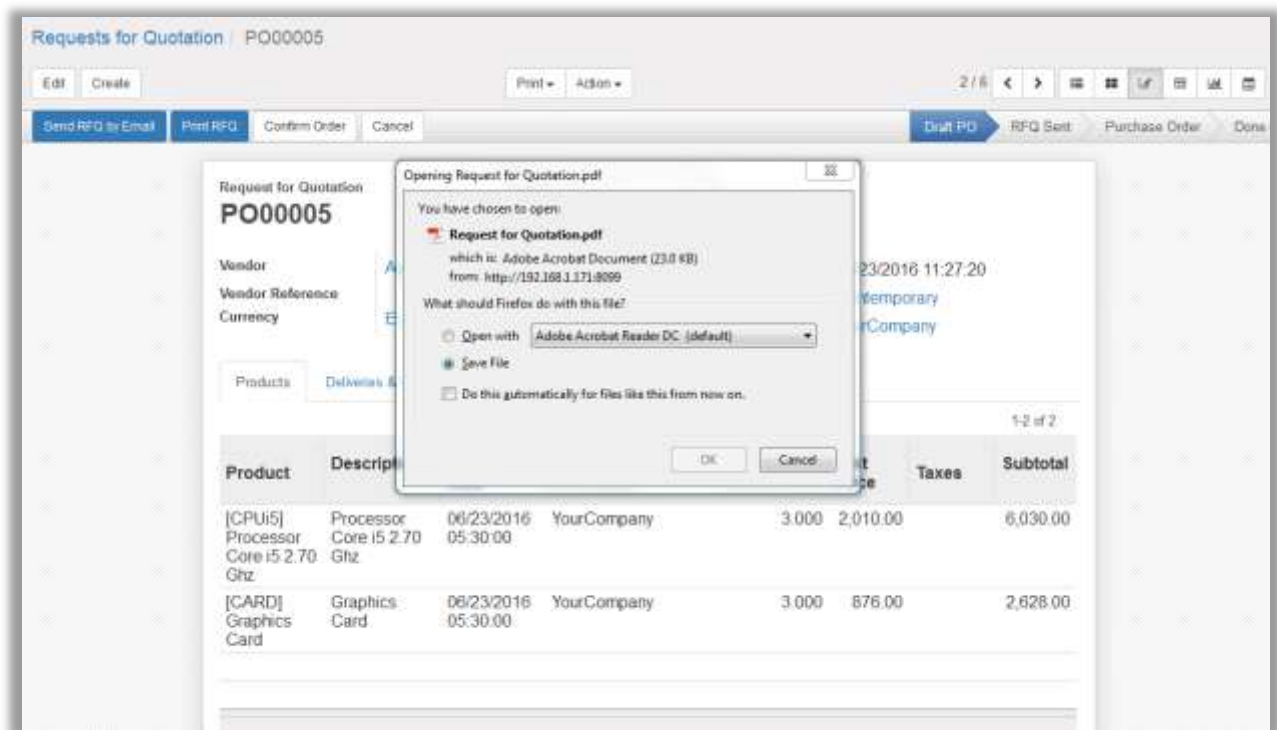 Requests for Quotation / PO00005
Edit Create Print Action 2 / 6
Send RFQ by Email Print RFQ Confirm Order Cancel Draft PO RFQ Sent Purchase Order Done
Request for Quotation
PO00005
Vendor A 23/2016 11:27:20
Vendor Reference temporary
Currency E rCompany
Products Deliveries &
1-2 of 2
Opening Request for Quotation.pdf
You have chosen to open:
Request for Quotation.pdf
which is: Adobe Acrobat Document (23.0 KB)
from: http://192.168.1.171:8099
What should Firefox do with this file?
Open with Adobe Acrobat Reader DC (default)
Save File
Do this automatically for files like this from now on.
OK Cancel
Product Descript Taxes Subtotal
[CPUi5] Processor 06/23/2016 YourCompany 3.000 2,010.00 6,030.00
Processor Core i5 2.70 05:30:00
Core i5 2.70 Ghz
Ghz
[CARD] Graphics 06/23/2016 YourCompany 3.000 876.00 2,628.00
Graphics Card 05:30:00
Card